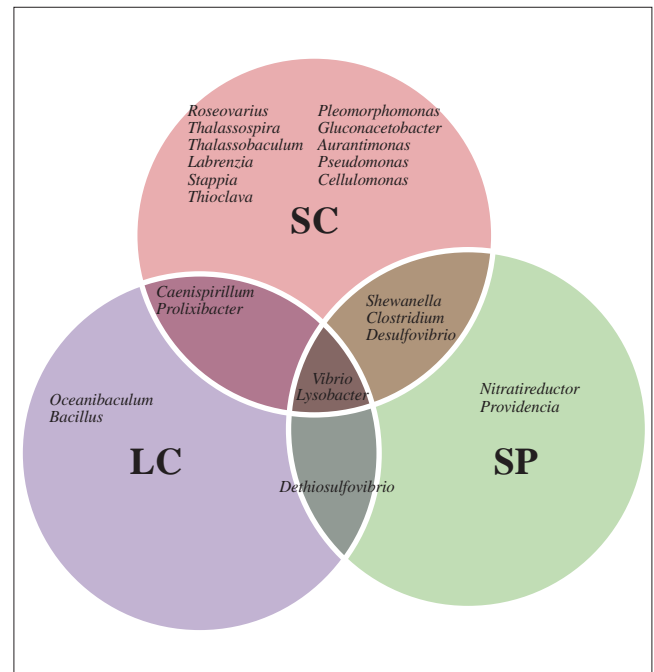 Roseovarius
Thalassospira
Thalassobaculum
Labrenzia
Stappia
Thioclava
Pleomorphomonas
Gluconacetobacter
Aurantimonas
Pseudomonas
Cellulomonas
SC
Caenispirillum
Prolixibacter
Shewanella
Clostridium
Desulfovibrio
Vibrio
Lysobacter
Oceanibaculum
Bacillus
Nitratireductor
Providencia
LC
SP
Dethiosulfovibrio